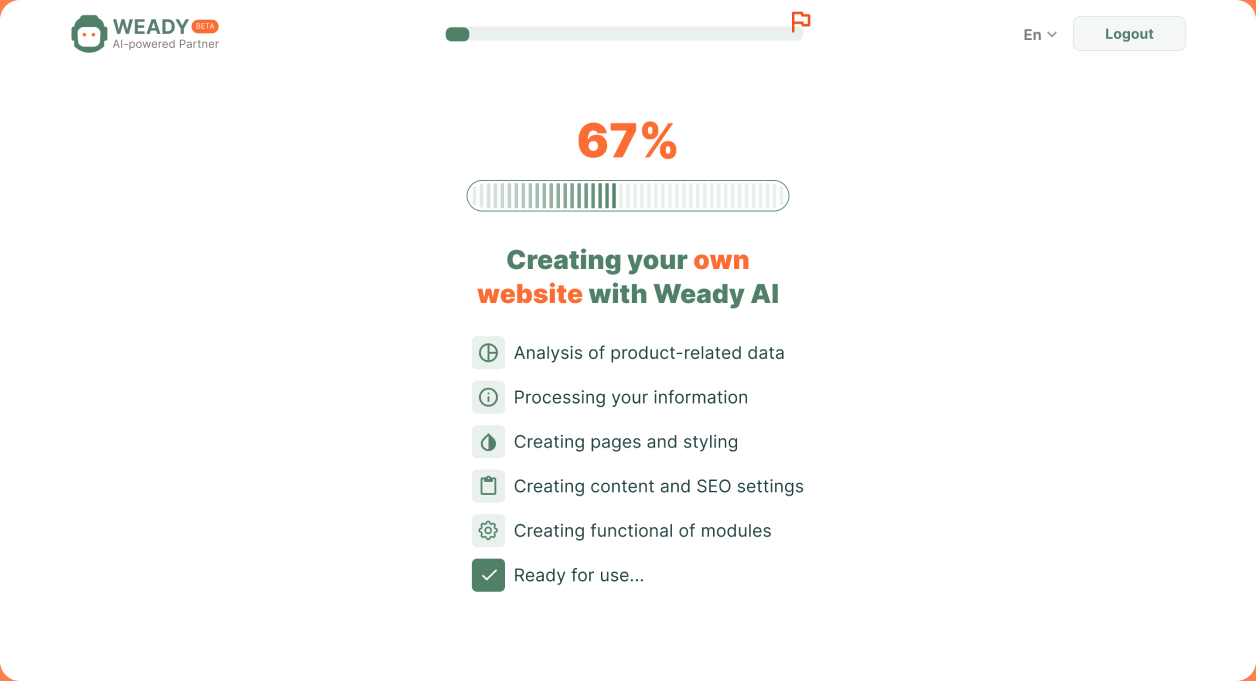 WEADY BETA
AI-powered Partner
En
Logout
67%
Creating your own
website with Weady AI
Analysis of product-related data
Processing your information
Creating pages and styling
Creating content and SEO settings
Creating functional of modules
Ready for use...